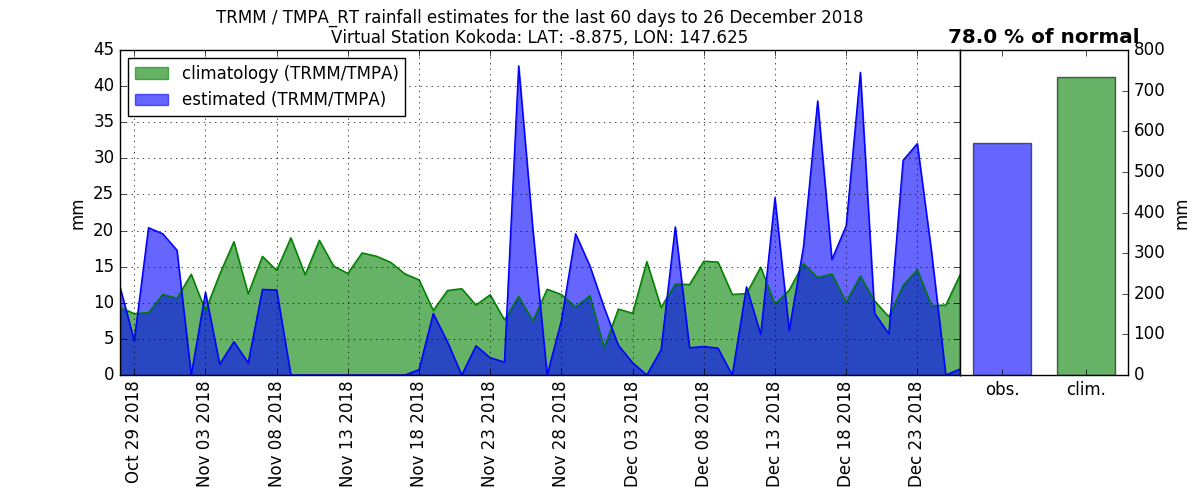 TRMM / TMPA_RT rainfall estimates for the last 60 days to 26 December 2018
Virtual Station Kokoda: LAT: -8.875, LON: 147.625
78.0 % of normal
climatology (TRMM/TMPA)
estimated (TRMM/TMPA)
mm
45
40
35
30
25
20
15
10
5
0
Oct 29 2018
Nov 03 2018
Nov 08 2018
Nov 13 2018
Nov 18 2018
Nov 23 2018
Nov 28 2018
Dec 03 2018
Dec 08 2018
Dec 13 2018
Dec 18 2018
Dec 23 2018
obs.
clim.
800
700
600
500
400
300
200
100
0
mm